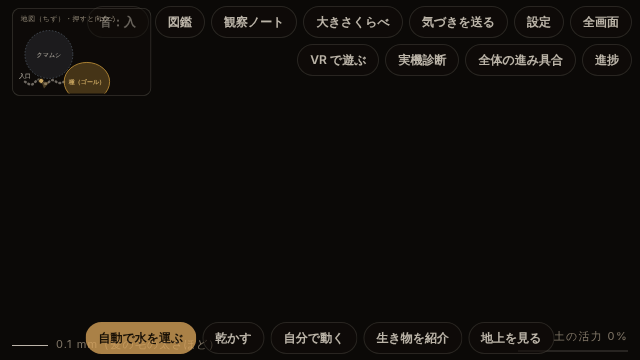 地図（ちず）・押すと
音：入
図鑑
観察ノート
大きさくらべ
気づきを送る
設定
全画面
VR で遊ぶ
実機診断
全体の進み具合
進捗
クマムシ
入口
種（ゴール）
0.1 mm
自動で水を運ぶ
乾かす
自分で動く
生き物を紹介
地上を見る
土の活力 0%